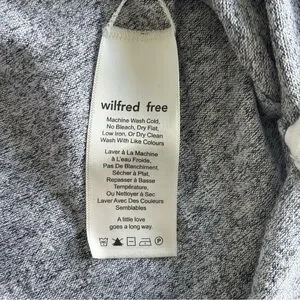 wilfred free
Machine Wash Cold,
No Bleach, Dry Flat,
Low Iron, Or Dry Clean
Wash With Like Colours
Laver à La Machine
à L'eau Froide,
Pas De Blanchiment,
Sécher à Plat,
Repasser à Basse
Température,
Ou Nettoyer à Sec
Laver Avec Des Couleurs
Semblables
A little love
goes a long way.
P